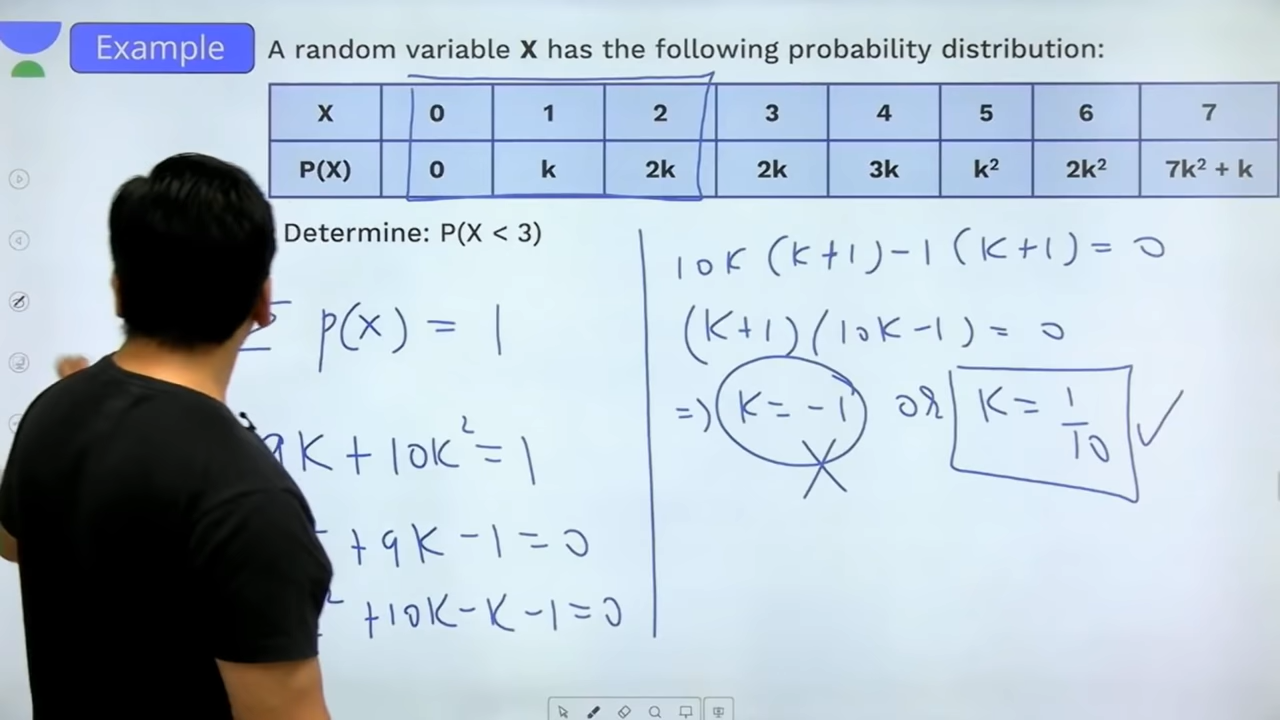 Example A random variable X has the following probability distribution:
X 0 1 2 3 4 5 6 7
P(X) 0 k 2k 2k 3k k² 2k² 7k² + k
Determine: P(X < 3)
p(x) = 1
9K + 10K² = 1
+ 9K - 1 = 0
² + 10K - K - 1 = 0
10K (K+1) - 1 (K+1) = 0
(K+1) (10K - 1) = 0
=) K = -1 or K = 1/10 ✓